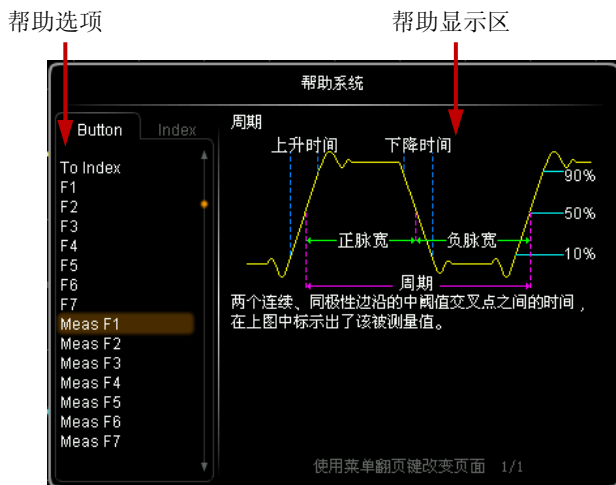 帮助选项
帮助显示区
帮助系统
Button
Index
To Index
F1
F2
F3
F4
F5
F6
F7
Meas F1
Meas F2
Meas F3
Meas F4
Meas F5
Meas F6
Meas F7
周期
上升时间
下降时间
90%
50%
10%
正脉宽
负脉宽
周期
两个连续、同极性边沿的中阈值交叉点之间的时间，
在上图中标示出了该被测量值。
使用菜单翻页键改变页面 1/1